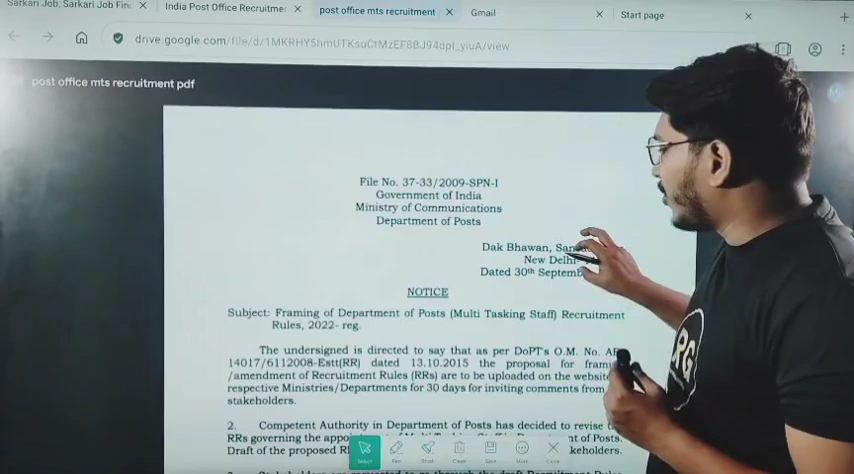 Sarkari Job, Sarkari Job Fin
India Post Office Recruitme
post office mts recruitment
Gmail
Start page
drive.google.com/file/d/1MKRHY5hmUTKsuCtMzEF8BJ94dpl_yiuA/view
post office mts recruitment pdf
File No. 37-33/2009-SPN-I
Government of India
Ministry of Communications
Department of Posts
Dak Bhawan,
New Delhi-
Dated 30th
NOTICE
Subject: Framing of Department of Posts (Multi Tasking Staff) Recruitment
Rules, 2022- reg.
The undersigned is directed to say that as per DoPT's O.M. No.
14017/6112008-Estt(RR) dated 13.10.2015 the proposal for
/amendment of Recruitment Rules (RRs) are to be uploaded on the
respective Ministries/Departments for 30 days for inviting comments from
stakeholders.
2. Competent Authority in Department of Posts has decided to revise
RRs governing the of Posts.
Draft of the proposed
Select
Pen
Clear
More
Close
RG